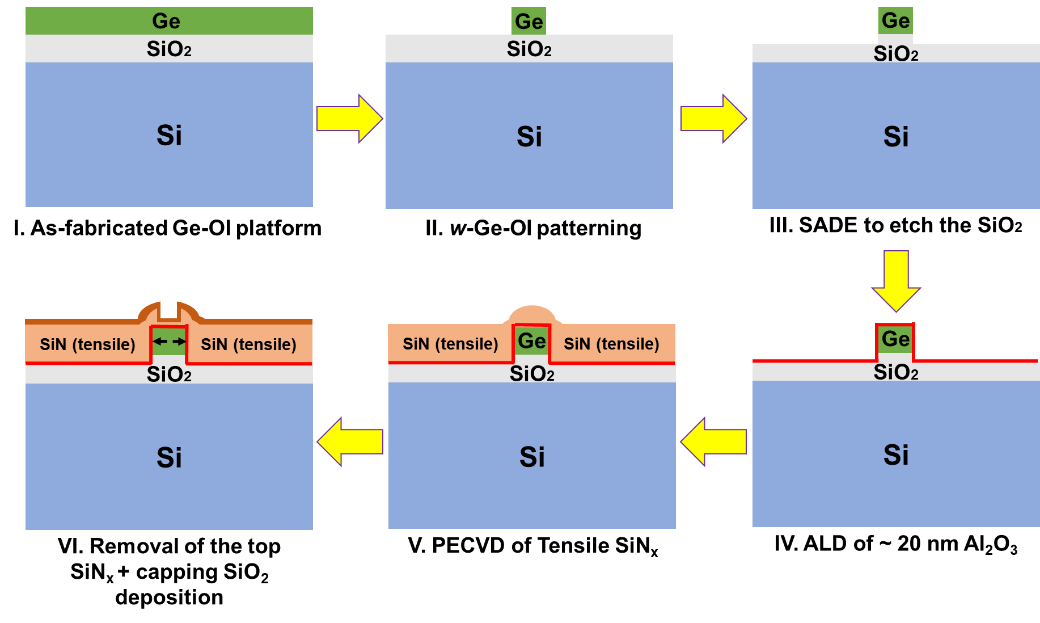 Ge
SiO2
Si
I. As-fabricated Ge-OI platform
Ge
SiO2
Si
II. w-Ge-OI patterning
Ge
SiO2
Si
III. SADE to etch the SiO2
SiN (tensile)
SiN (tensile)
SiO2
Si
VI. Removal of the top
SiNx + capping SiO2
deposition
SiN (tensile)
Ge
SiN (tensile)
SiO2
Si
V. PECVD of Tensile SiNx
Ge
SiO2
Si
IV. ALD of ~ 20 nm Al2O3